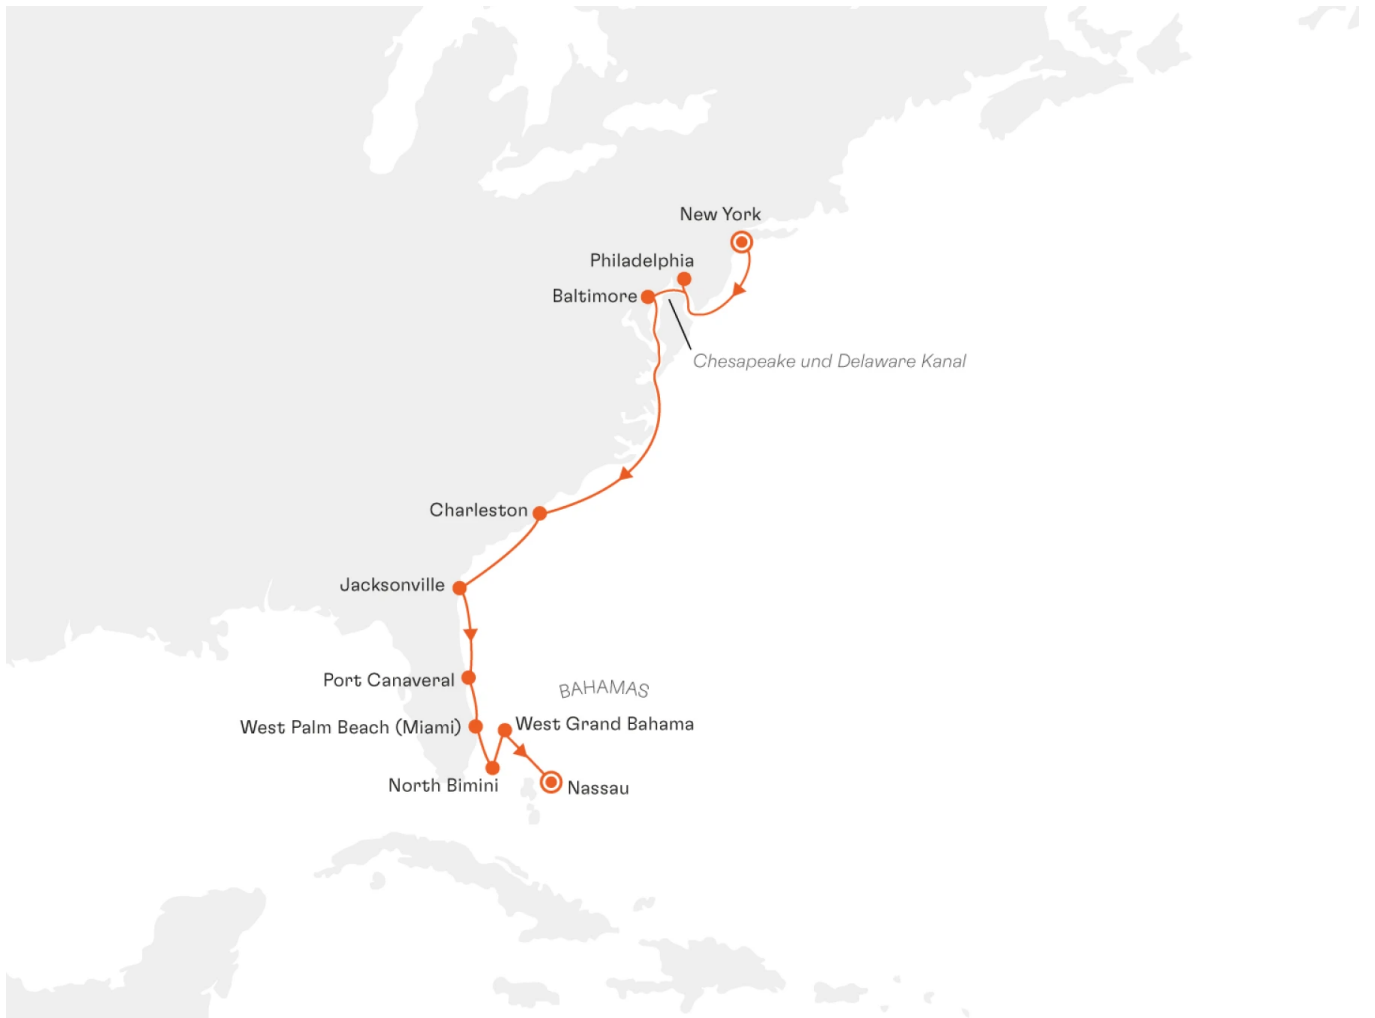 New York
Philadelphia
Baltimore
Chesapeake und Delaware Kanal
Charleston
Jacksonville
Port Canaveral
BAHAMAS
West Palm Beach (Miami)
West Grand Bahama
North Bimini
Nassau